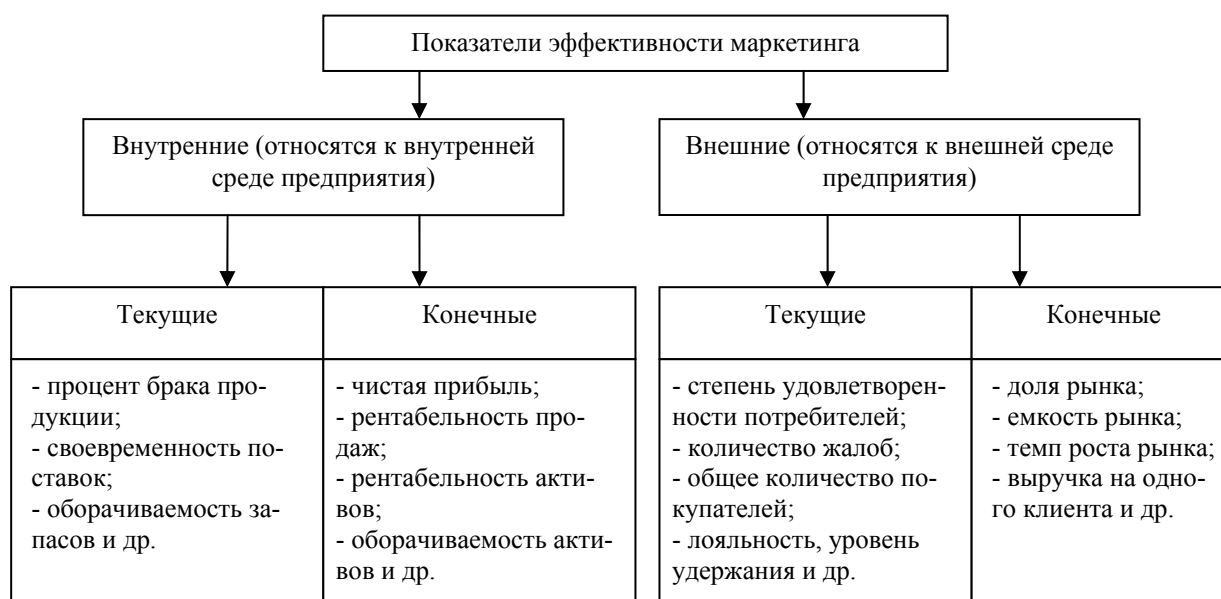 Показатели эффективности маркетинга
Внутренние (относятся к внутренней
среде предприятия)
Внешние (относятся к внешней среде
предприятия)
Текущие
Конечные
Текущие
Конечные
- процент брака про-
дукции;
- своевременность по-
ставок;
- оборачиваемость за-
пасов и др.
- чистая прибыль;
- рентабельность про-
даж;
- рентабельность акти-
вов;
- оборачиваемость акти-
вов и др.
- степень удовлетворен-
ности потребителей;
- количество жалоб;
- общее количество по-
купателей;
- лояльность, уровень
удержания и др.
- доля рынка;
- емкость рынка;
- темп роста рынка;
- выручка на одно-
го клиента и др.